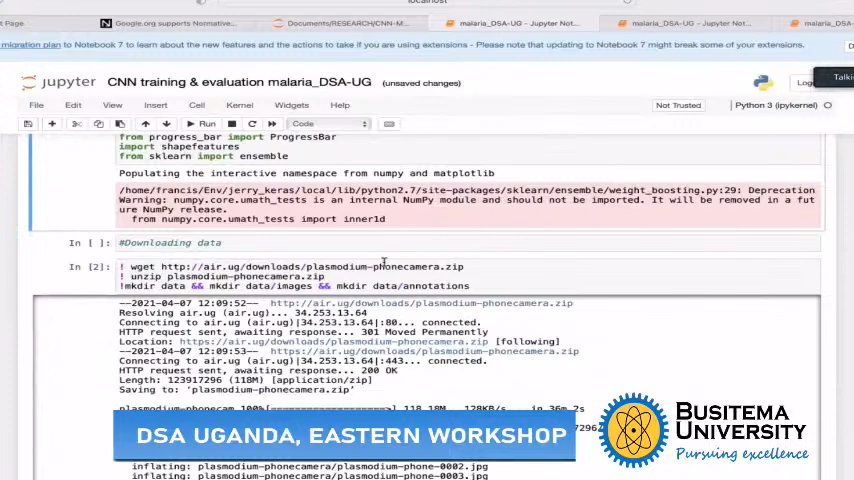 localhost
Page
Google.org supports Normative...
Documents/RESEARCH/CNN-M...
malaria_DSA-UG - Jupyter Not...
malaria_DSA-UG - Jupyter Not...
malaria_DSA
migration plan to Notebook 7 to learn about the new features and the actions to take if you are using extensions - Please note that updating to Notebook 7 might break some of your extensions.
jupyter CNN training & evaluation malaria_DSA-UG (unsaved changes)
Talki
File Edit View Insert Cell Kernel Widgets Help
Not Trusted
Python 3 (ipykernel)
Run
Code
from progress_bar import ProgressBar
import shapefeatures
from sklearn import ensemble
Populating the interactive namespace from numpy and matplotlib
/home/francis/Env/jerry_keras/local/lib/python2.7/site-packages/sklearn/ensemble/weight_boosting.py:29: Deprecation
Warning: numpy.core.umath_tests is an internal NumPy module and should not be imported. It will be removed in a fut
ure NumPy release.
from numpy.core.umath_tests import inner1d
In [ ]: #Downloading data
In [2]: ! wget http://air.ug/downloads/plasmodium-phonecamera.zip
! unzip plasmodium-phonecamera.zip
!mkdir data && mkdir data/images && mkdir data/annotations
--2021-04-07 12:09:52-- http://air.ug/downloads/plasmodium-phonecamera.zip
Resolving air.ug (air.ug)... 34.253.13.64
Connecting to air.ug (air.ug)|34.253.13.64|:80... connected.
HTTP request sent, awaiting response... 301 Moved Permanently
Location: https://air.ug/downloads/plasmodium-phonecamera.zip [following]
--2021-04-07 12:09:53-- https://air.ug/downloads/plasmodium-phonecamera.zip
Connecting to air.ug (air.ug)|34.253.13.64|:443... connected.
HTTP request sent, awaiting response... 200 OK
Length: 123917296 (118M) [application/zip]
Saving to: ‘plasmodium-phonecamera.zip’
plasmodium-phonecam 100%[===================>] 118.18M 128KB/s in 36m 2s
DSA UGANDA, EASTERN WORKSHOP
BUSITEMA
UNIVERSITY
Pursuing excellence
inflating: plasmodium-phone-0002.jpg
inflating: plasmodium-phone-0003.jpg